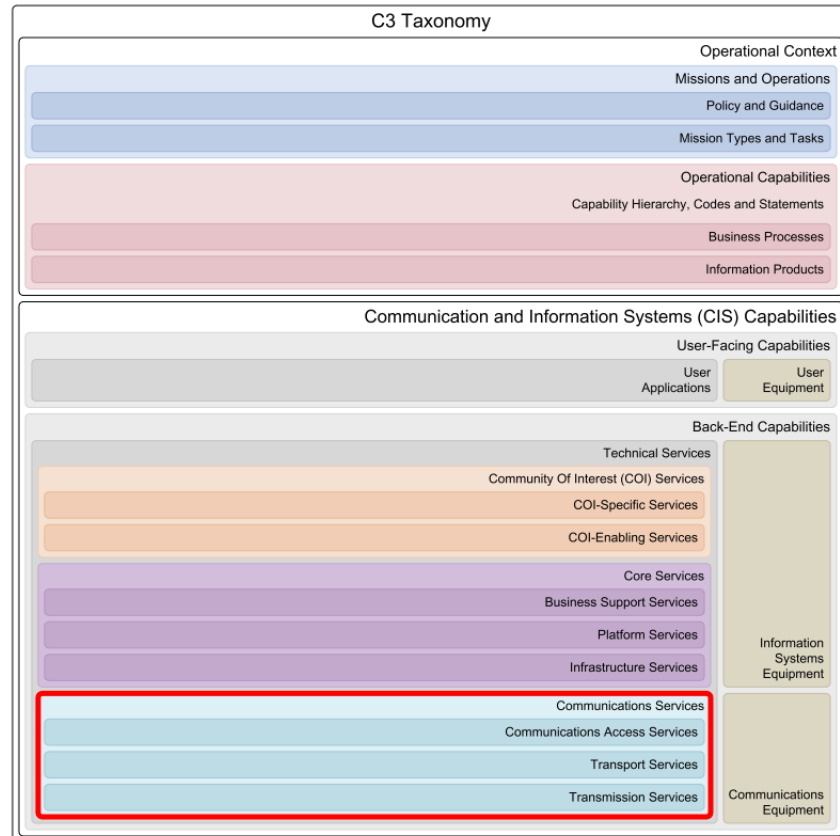 C3 Taxonomy
Operational Context
Missions and Operations
Policy and Guidance
Mission Types and Tasks
Operational Capabilities
Capability Hierarchy, Codes and Statements
Business Processes
Information Products
Communication and Information Systems (CIS) Capabilities
User-Facing Capabilities
User
Applications
User
Equipment
Back-End Capabilities
Technical Services
Community Of Interest (COI) Services
COI-Specific Services
COI-Enabling Services
Core Services
Business Support Services
Platform Services
Infrastructure Services
Information
Systems
Equipment
Communications Services
Communications Access Services
Transport Services
Transmission Services
Communications
Equipment